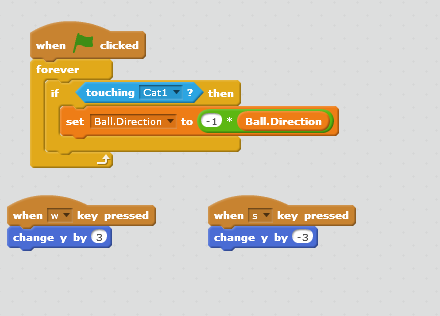 when clicked
forever
if touching Cat1 ? then
set Ball.Direction to -1 * Ball.Direction
when w key pressed
change y by 3
when s key pressed
change y by -3